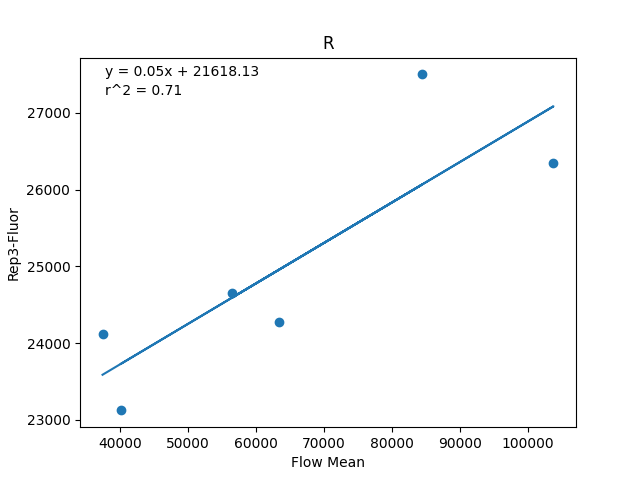 R
y = 0.05x + 21618.13
r^2 = 0.71
27000
26000
25000
24000
23000
Rep3-Fluor
40000 50000 60000 70000 80000 90000 100000
Flow Mean